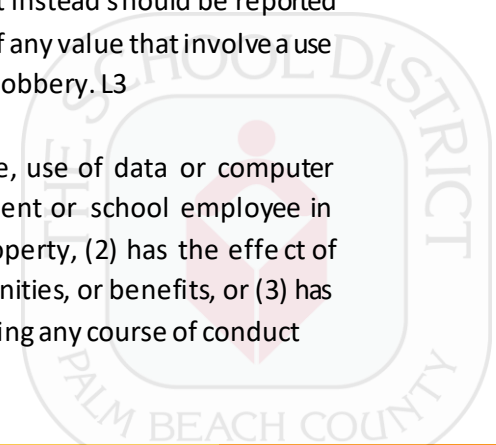 instead should be reported
f any value that involve a use
obbery. L3
e, use of data or computer
ent or school employee in
operty, (2) has the effe ct of
nities, or benefits, or (3) has
ing any course of conduct
THE SCHOOL DISTRICT
PALM BEACH COUNTY